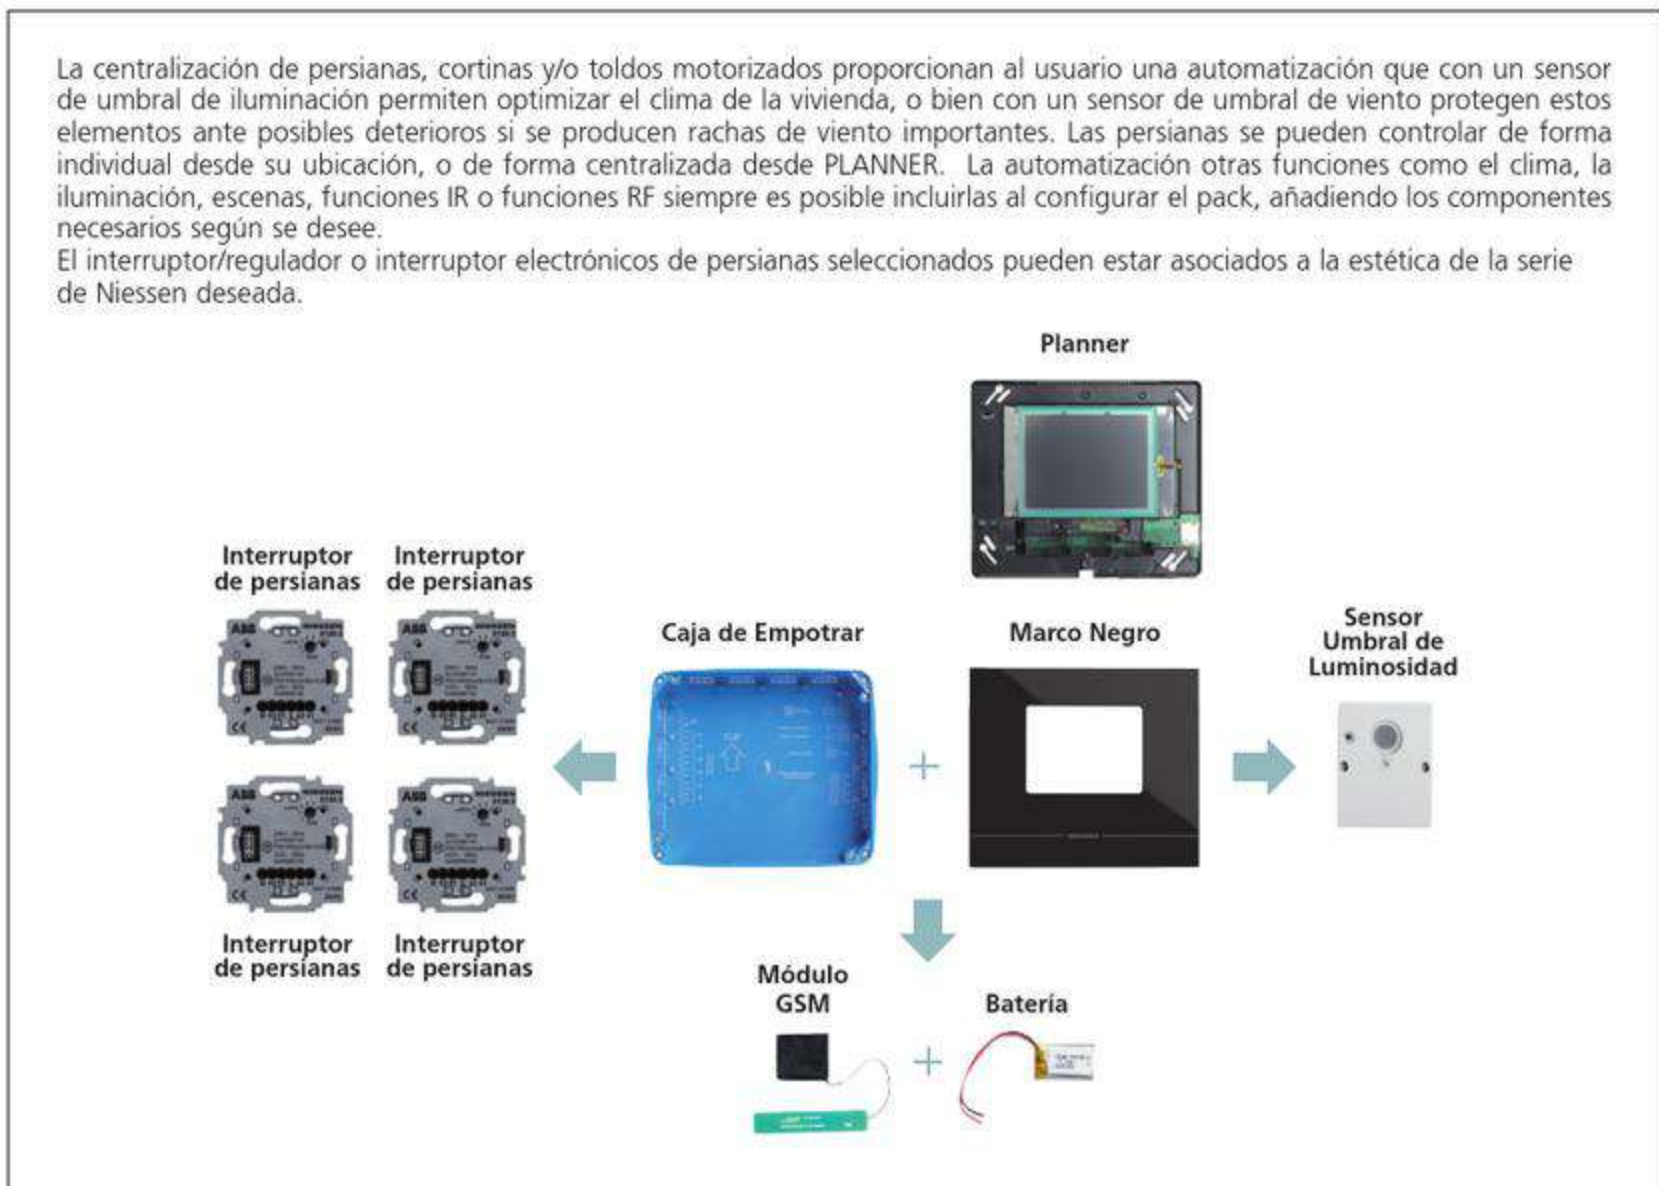 La centralización de persianas, cortinas y/o toldos motorizados proporcionan al usuario una automatización que con un sensor
de umbral de iluminación permiten optimizar el clima de la vivienda, o bien con un sensor de umbral de viento protegen estos
elementos ante posibles deterioros si se producen rachas de viento importantes. Las persianas se pueden controlar de forma
individual desde su ubicación, o de forma centralizada desde PLANNER. La automatización otras funciones como el clima, la
iluminación, escenas, funciones IR o funciones RF siempre es posible incluirlas al configurar el pack, añadiendo los componentes
necesarios según se desee.
El interruptor/regulador o interruptor electrónicos de persianas seleccionados pueden estar asociados a la estética de la serie
de Niessen deseada.
Planner
Interruptor
de persianas
Interruptor
de persianas
ABB
ABB
Caja de Empotrar
Marco Negro
Sensor
Umbral de
Luminosidad
+
ABB
ABB
Interruptor
de persianas
Interruptor
de persianas
Módulo
GSM
Batería
+